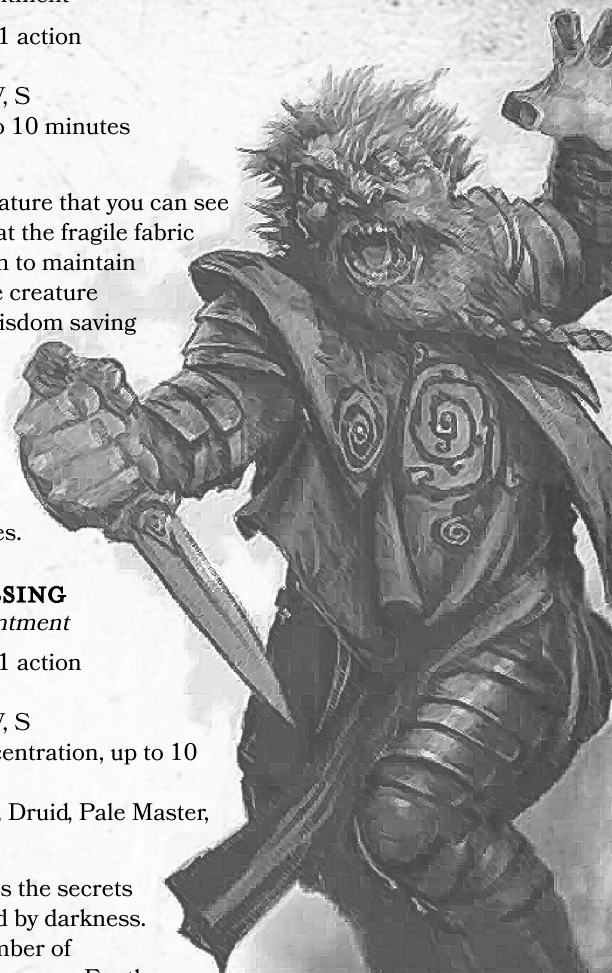 1 action
, S
o 10 minutes
ature that you can see
at the fragile fabric
n to maintain
e creature
isdom saving
es.
SSING
ntment
1 action
, S
centration, up to 10
, Druid, Pale Master,
s the secrets
d by darkness.
mber of